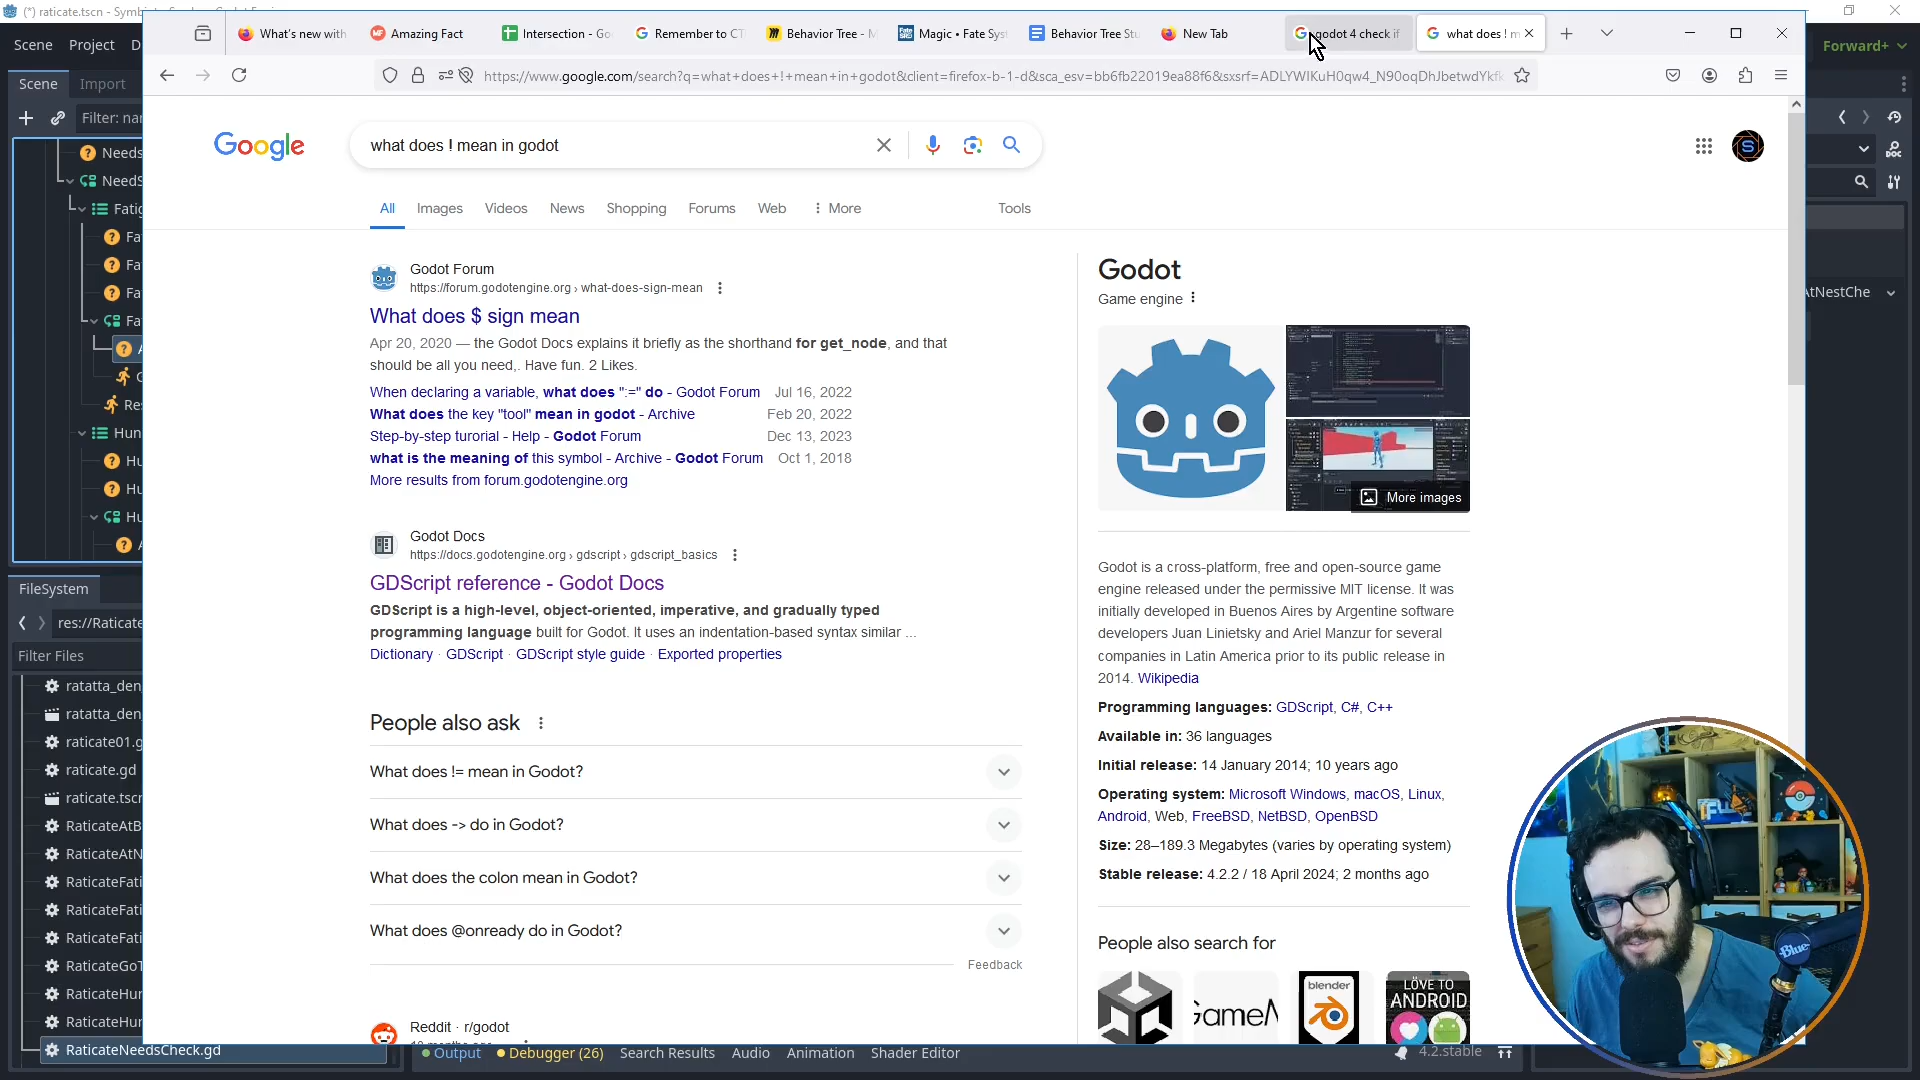 (*) raticate.tscn - Symbi
What's new with
Amazing Fact
Intersection - Go
Remember to CT
Behavior Tree - M
Magic • Fate Sys
Behavior Tree Stu
New Tab
godot 4 check if
what does ! m
Scene Project D
Forward+
https://www.google.com/search?q=what+does+!+mean+in+godot&client=firefox-b-1-d&sca_esv=bb6fb22019ea88f6&sxsrf=ADLYWIKuH0qw4_N90oqDhJbetwdYkfk
Scene Import
Filter: nar
Google
what does ! mean in godot
S
All Images Videos News Shopping Forums Web More Tools
Needs
NeedS
Fatig
Fa
Fa
Fa
Fa
A
G
Res
Hun
Hu
Hu
Hu
A
Godot Forum
https://forum.godotengine.org › what-does-sign-mean
What does $ sign mean
Apr 20, 2020 — the Godot Docs explains it briefly as the shorthand for get_node, and that
should be all you need,. Have fun. 2 Likes.
When declaring a variable, what does ":=" do - Godot Forum Jul 16, 2022
What does the key "tool" mean in godot - Archive Feb 20, 2022
Step-by-step turorial - Help - Godot Forum Dec 13, 2023
what is the meaning of this symbol - Archive - Godot Forum Oct 1, 2018
More results from forum.godotengine.org
Godot Docs
https://docs.godotengine.org › gdscript › gdscript_basics
GDScript reference - Godot Docs
GDScript is a high-level, object-oriented, imperative, and gradually typed
programming language built for Godot. It uses an indentation-based syntax similar ...
Dictionary · GDScript · GDScript style guide · Exported properties
People also ask
What does != mean in Godot?
What does -> do in Godot?
What does the colon mean in Godot?
What does @onready do in Godot?
Feedback
Reddit · r/godot
Godot
Game engine
More images
Godot is a cross-platform, free and open-source game
engine released under the permissive MIT license. It was
initially developed in Buenos Aires by Argentine software
developers Juan Linietsky and Ariel Manzur for several
companies in Latin America prior to its public release in
2014. Wikipedia
Programming languages: GDScript, C#, C++
Available in: 36 languages
Initial release: 14 January 2014; 10 years ago
Operating system: Microsoft Windows, macOS, Linux,
Android, Web, FreeBSD, NetBSD, OpenBSD
Size: 28–189.3 Megabytes (varies by operating system)
Stable release: 4.2.2 / 18 April 2024; 2 months ago
People also search for
GameM
blender
LÖVE TO
ANDROID
DOC
AtNestChe
FileSystem
res://Raticate
Filter Files
ratatta_den
ratatta_den
raticate01.g
raticate.gd
raticate.tscn
RaticateAtB
RaticateAtN
RaticateFati
RaticateFati
RaticateFati
RaticateGoT
RaticateHun
RaticateHun
RaticateNeedsCheck.gd
Output Debugger (26) Search Results Audio Animation Shader Editor
4.2.stable
Blue